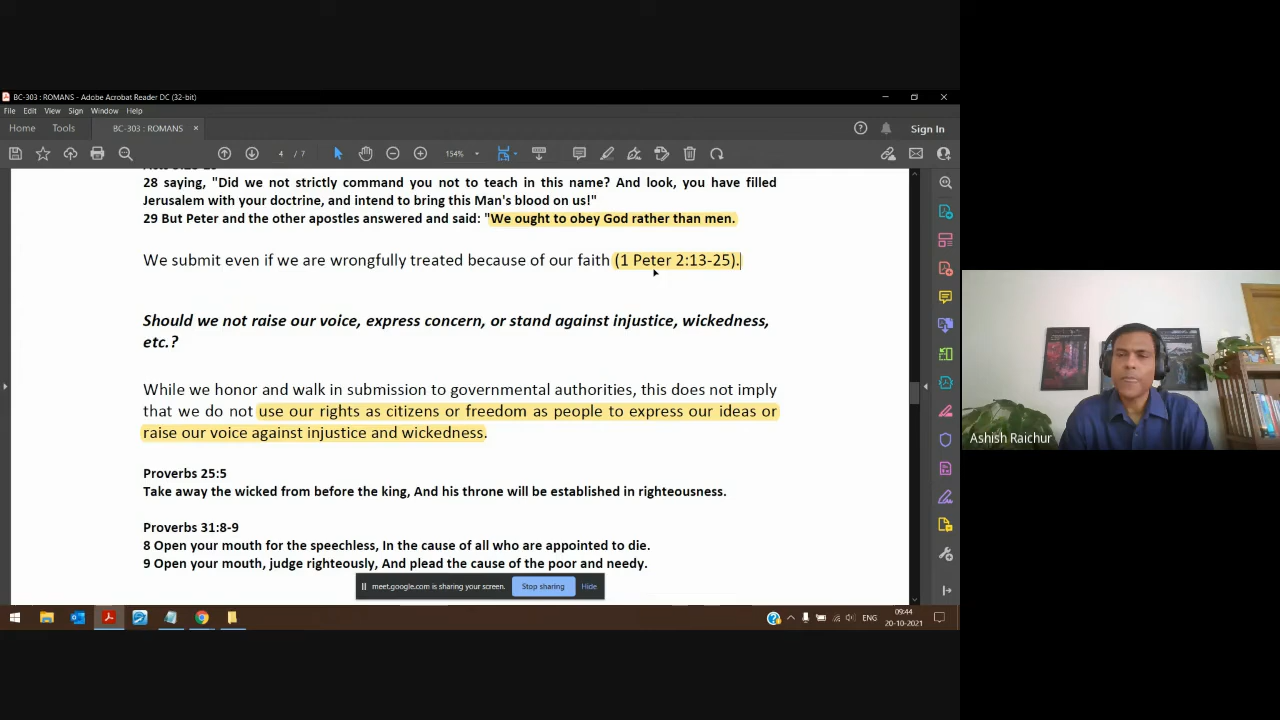 BC-303 : ROMANS - Adobe Acrobat Reader DC (32-bit)
File Edit View Sign Window Help
Home Tools BC-303 : ROMANS × Sign In
4 / 7 154%
28 saying, "Did we not strictly command you not to teach in this name? And look, you have filled
Jerusalem with your doctrine, and intend to bring this Man's blood on us!"
29 But Peter and the other apostles answered and said: "We ought to obey God rather than men.
We submit even if we are wrongfully treated because of our faith (1 Peter 2:13-25).
Should we not raise our voice, express concern, or stand against injustice, wickedness,
etc.?
While we honor and walk in submission to governmental authorities, this does not imply
that we do not use our rights as citizens or freedom as people to express our ideas or
raise our voice against injustice and wickedness.
Proverbs 25:5
Take away the wicked from before the king, And his throne will be established in righteousness.
Proverbs 31:8-9
8 Open your mouth for the speechless, In the cause of all who are appointed to die.
9 Open your mouth, judge righteously, And plead the cause of the poor and needy.
meet.google.com is sharing your screen. Stop sharing Hide
ENG
09:44
20-10-2021
Ashish Raichur